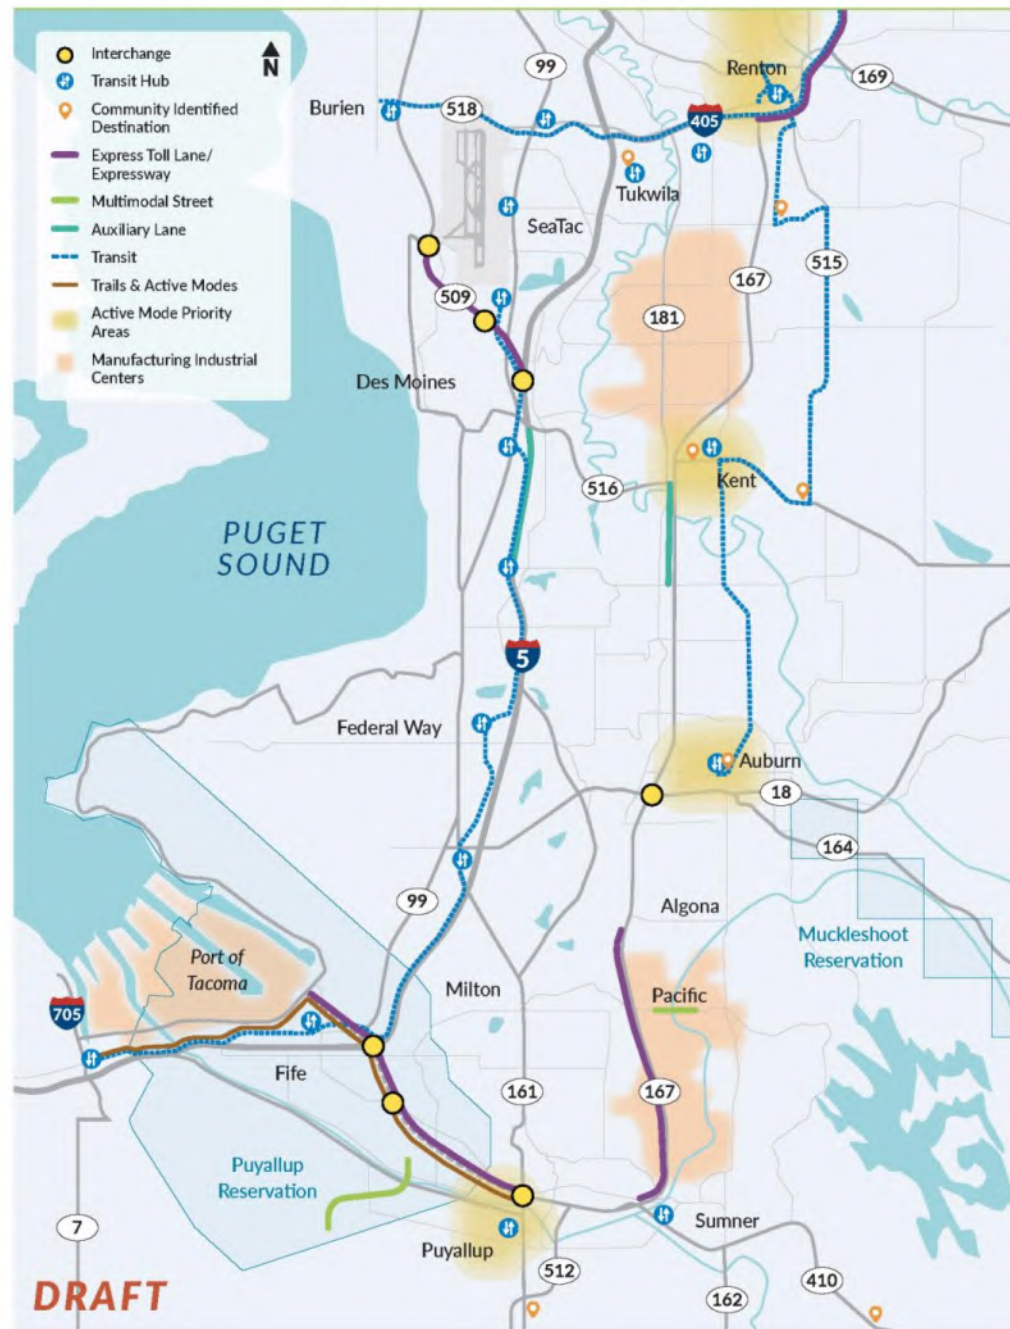 Interchange
N
Transit Hub
Community Identified
Destination
Express Toll Lane/
Expressway
Multimodal Street
Auxiliary Lane
Transit
Trails & Active Modes
Active Mode Priority
Areas
Manufacturing Industrial
Centers
99
Renton
169
Burien
518
405
Tukwila
SeaTac
515
167
509
181
Des Moines
Kent
516
PUGET
SOUND
5
Federal Way
Auburn
18
164
99
Algona
Muckleshoot
Reservation
Port of
Tacoma
Milton
Pacific
705
Fife
161
167
Puyallup
Reservation
7
Sumner
Puyallup
512
410
162
DRAFT